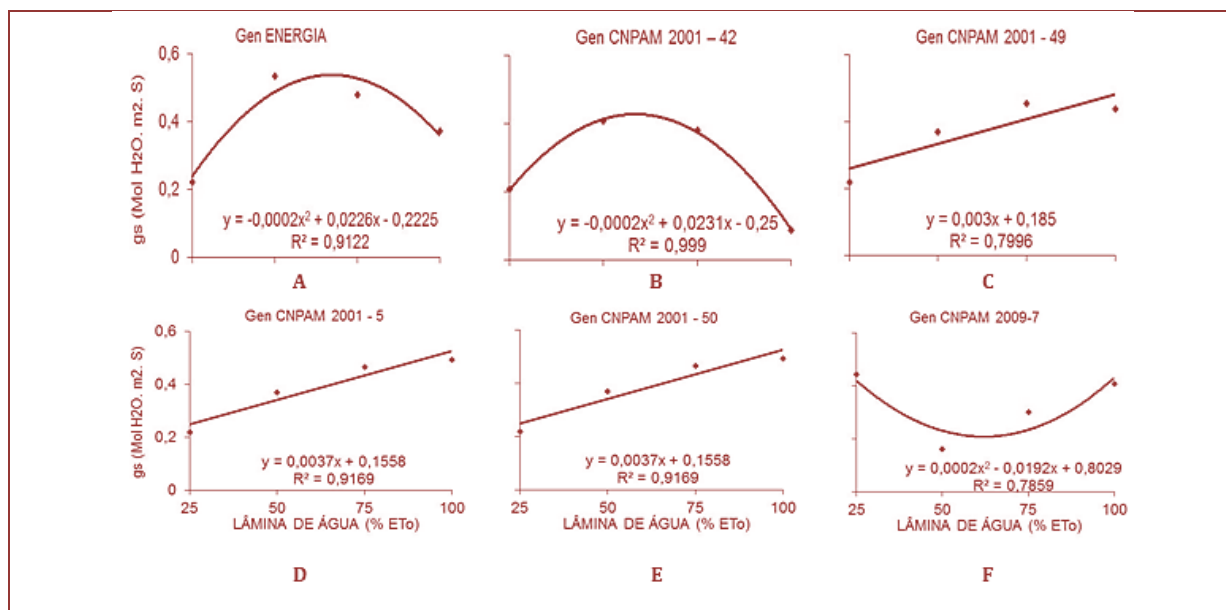 Gen ENERGIA
Gen CNPAM 2001 – 42
Gen CNPAM 2001 - 49
gs (Mol H2O. m2. S)
0,6
0,4
0,2
0
y = -0,0002x² + 0,0226x - 0,2225
R² = 0,9122
y = -0,0002x² + 0,0231x - 0,25
R² = 0,999
y = 0,003x + 0,185
R² = 0,7996
A
B
C
Gen CNPAM 2001 - 5
Gen CNPAM 2001 - 50
Gen CNPAM 2009-7
gs (Mol H2O. m2. S)
0,6
0,4
0,2
0
y = 0,0037x + 0,1558
R² = 0,9169
y = 0,0037x + 0,1558
R² = 0,9169
y = 0,0002x² - 0,0192x + 0,8029
R² = 0,7859
25 50 75 100
25 50 75 100
25 50 75 100
LÂMINA DE ÁGUA (% ETo)
LÂMINA DE ÁGUA (% ETo)
LÂMINA DE ÁGUA (% ETo)
D
E
F